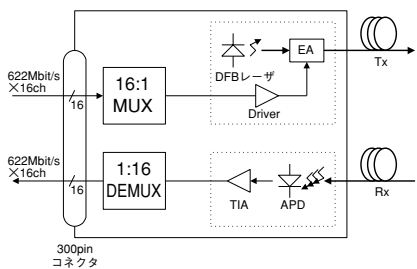 622Mbit/s
×16ch
16
16:1
MUX
DFBレーザ
EA
Driver
Tx
622Mbit/s
×16ch
16
1:16
DEMUX
TIA
APD
Rx
300pin
コネクタ